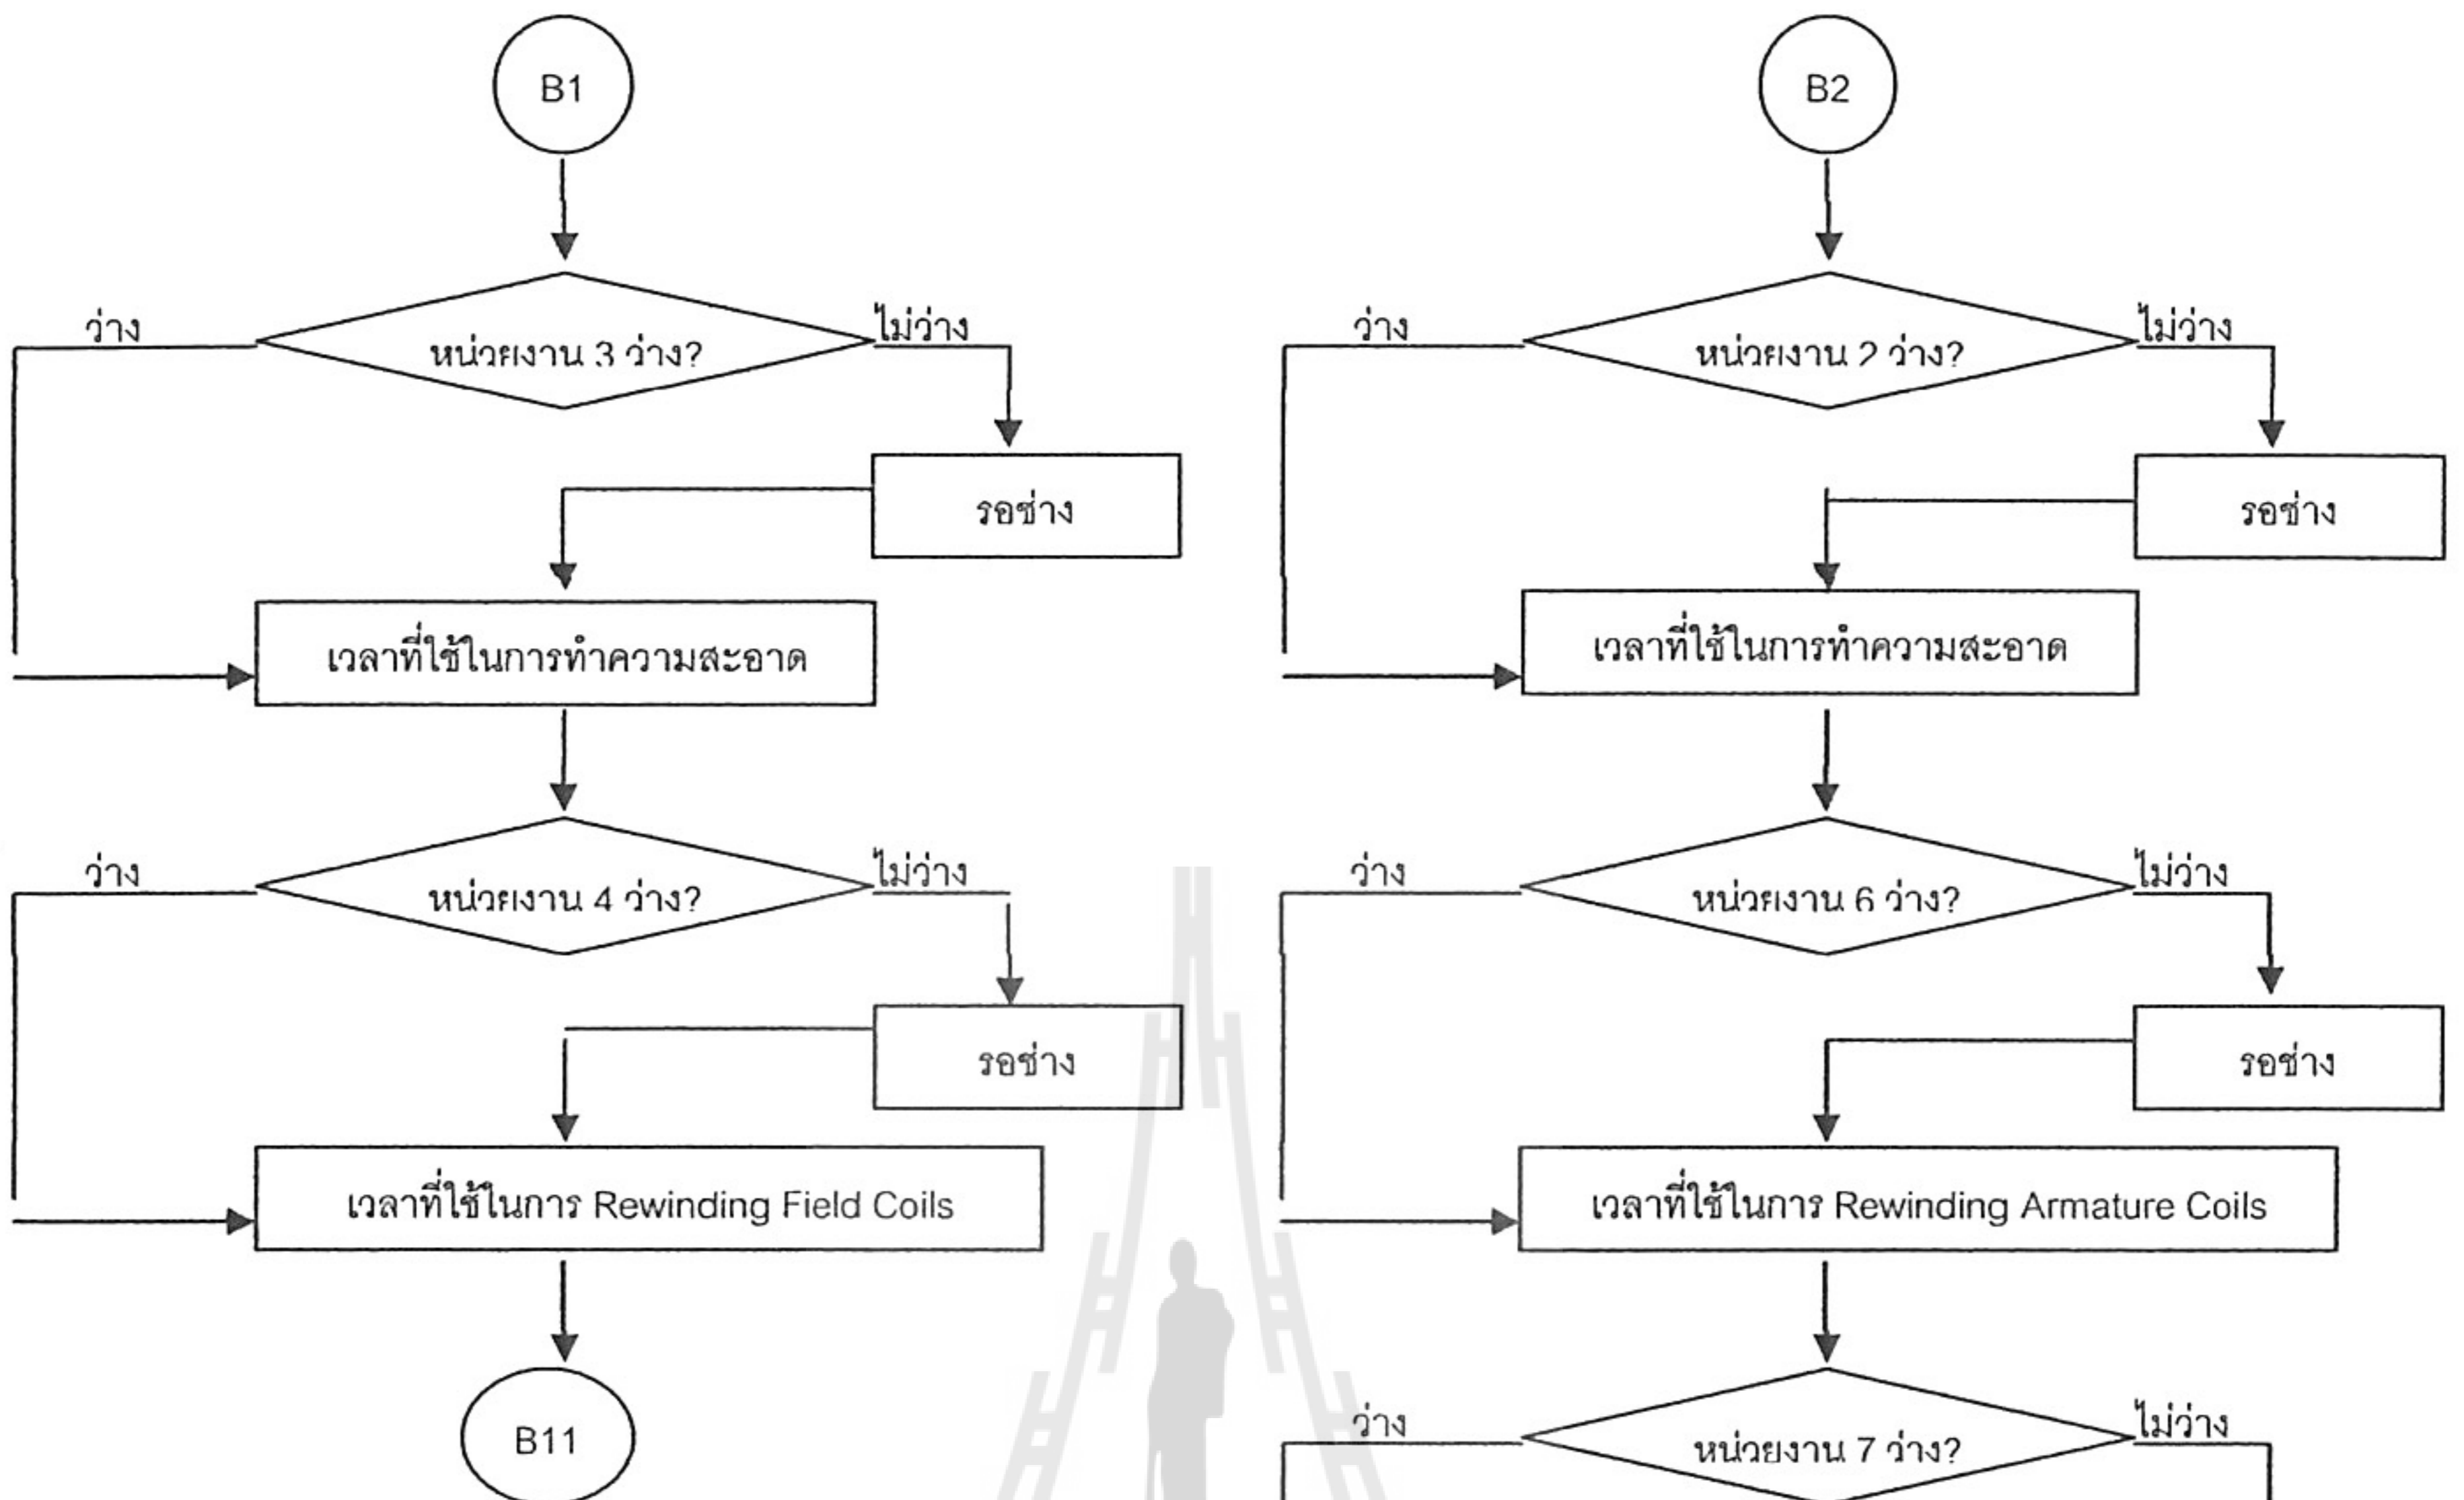 B1
ว่าง
หน่วยงาน 3 ว่าง?
ไม่ว่าง
รอช่าง
เวลาที่ใช้ในการทำความสะอาด
ว่าง
หน่วยงาน 4 ว่าง?
ไม่ว่าง
รอช่าง
เวลาที่ใช้ในการ Rewinding Field Coils
B11
B2
ว่าง
หน่วยงาน 2 ว่าง?
ไม่ว่าง
รอช่าง
เวลาที่ใช้ในการทำความสะอาด
ว่าง
หน่วยงาน 6 ว่าง?
ไม่ว่าง
รอช่าง
เวลาที่ใช้ในการ Rewinding Armature Coils
ว่าง
หน่วยงาน 7 ว่าง?
ไม่ว่าง